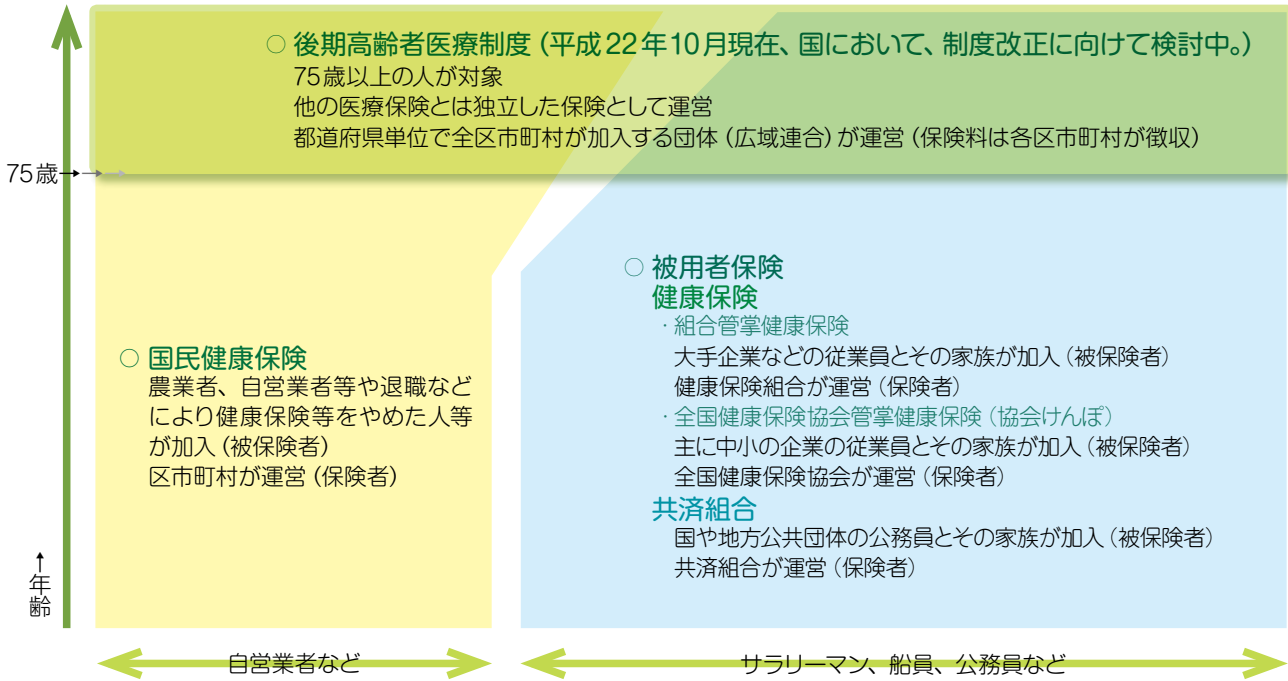 ○ 後期高齢者医療制度（平成22年10月現在、国において、制度改正に向けて検討中。）
75歳以上の人が対象
他の医療保険とは独立した保険として運営
都道府県単位で全区市町村が加入する団体（広域連合）が運営（保険料は各区市町村が徴収）
75歳→→→
○ 国民健康保険
農業者、自営業者等や退職など
により健康保険等をやめた人等
が加入（被保険者）
区市町村が運営（保険者）
○ 被用者保険
健康保険
・組合管掌健康保険
大手企業などの従業員とその家族が加入（被保険者）
健康保険組合が運営（保険者）
・全国健康保険協会管掌健康保険（協会けんぽ）
主に中小の企業の従業員とその家族が加入（被保険者）
全国健康保険協会が運営（保険者）
共済組合
国や地方公共団体の公務員とその家族が加入（被保険者）
共済組合が運営（保険者）
↑年齢
自営業者など
サラリーマン、船員、公務員など